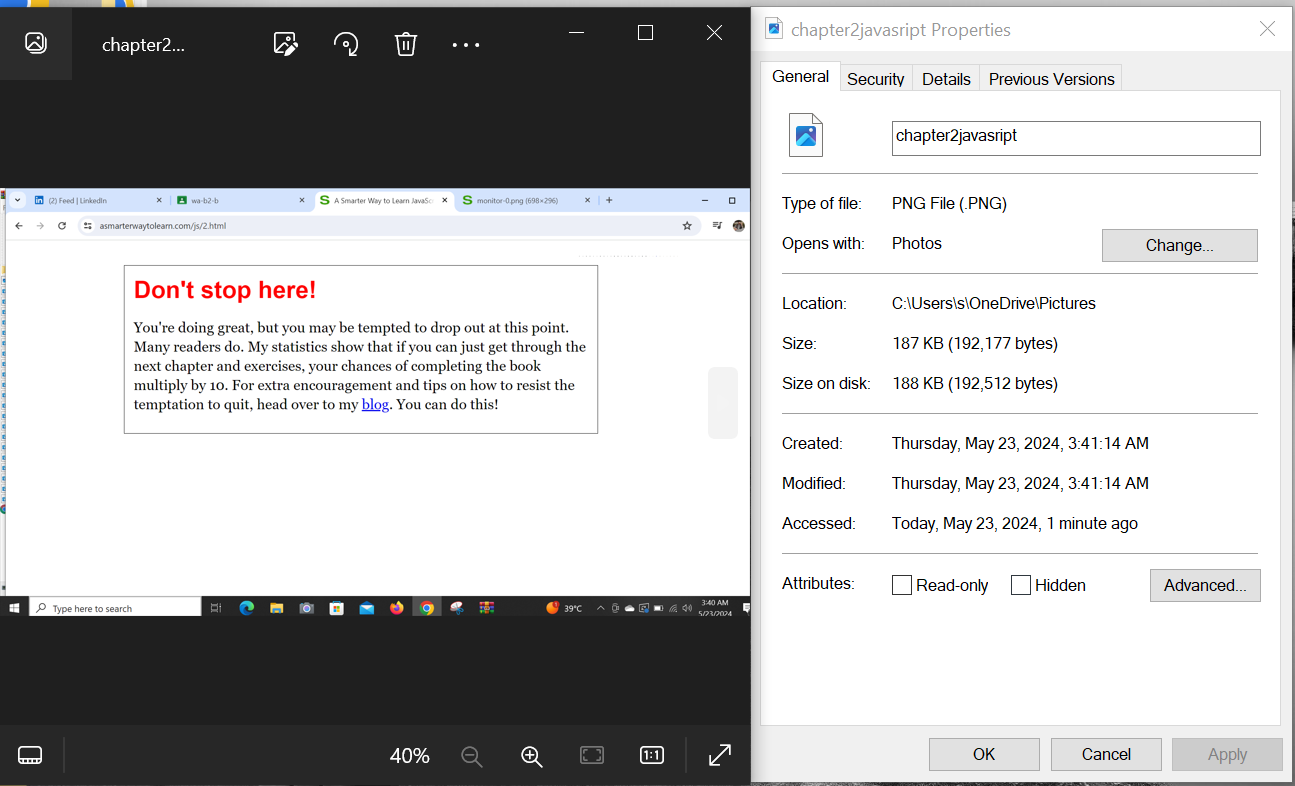 chapter2...
(2) Feed | LinkedIn
wa-b2-b
A Smarter Way to Learn JavaSc
monitor-0.png (698×296)
asmarterwaytolearn.com/js/2.html
Don't stop here!
You're doing great, but you may be tempted to drop out at this point.
Many readers do. My statistics show that if you can just get through the
next chapter and exercises, your chances of completing the book
multiply by 10. For extra encouragement and tips on how to resist the
temptation to quit, head over to my blog. You can do this!
Type here to search
39°C
3:40 AM
5/23/2024
40%
1:1
chapter2javasript Properties
General
Security
Details
Previous Versions
chapter2javasript
Type of file: PNG File (.PNG)
Opens with: Photos
Change...
Location: C:\Users\s\OneDrive\Pictures
Size: 187 KB (192,177 bytes)
Size on disk: 188 KB (192,512 bytes)
Created: Thursday, May 23, 2024, 3:41:14 AM
Modified: Thursday, May 23, 2024, 3:41:14 AM
Accessed: Today, May 23, 2024, 1 minute ago
Attributes: Read-only Hidden Advanced...
OK Cancel Apply